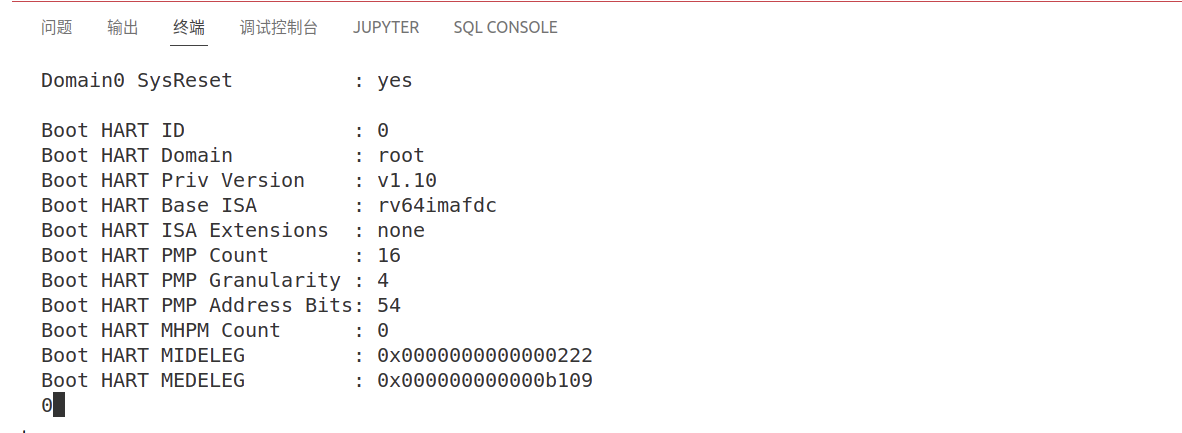 问题 输出 终端 调试控制台 JUPYTER SQL CONSOLE
Domain0 SysReset : yes
Boot HART ID : 0
Boot HART Domain : root
Boot HART Priv Version : v1.10
Boot HART Base ISA : rv64imafdc
Boot HART ISA Extensions : none
Boot HART PMP Count : 16
Boot HART PMP Granularity : 4
Boot HART PMP Address Bits: 54
Boot HART MHPM Count : 0
Boot HART MIDELEG : 0x0000000000000222
Boot HART MEDELEG : 0x000000000000b109
0